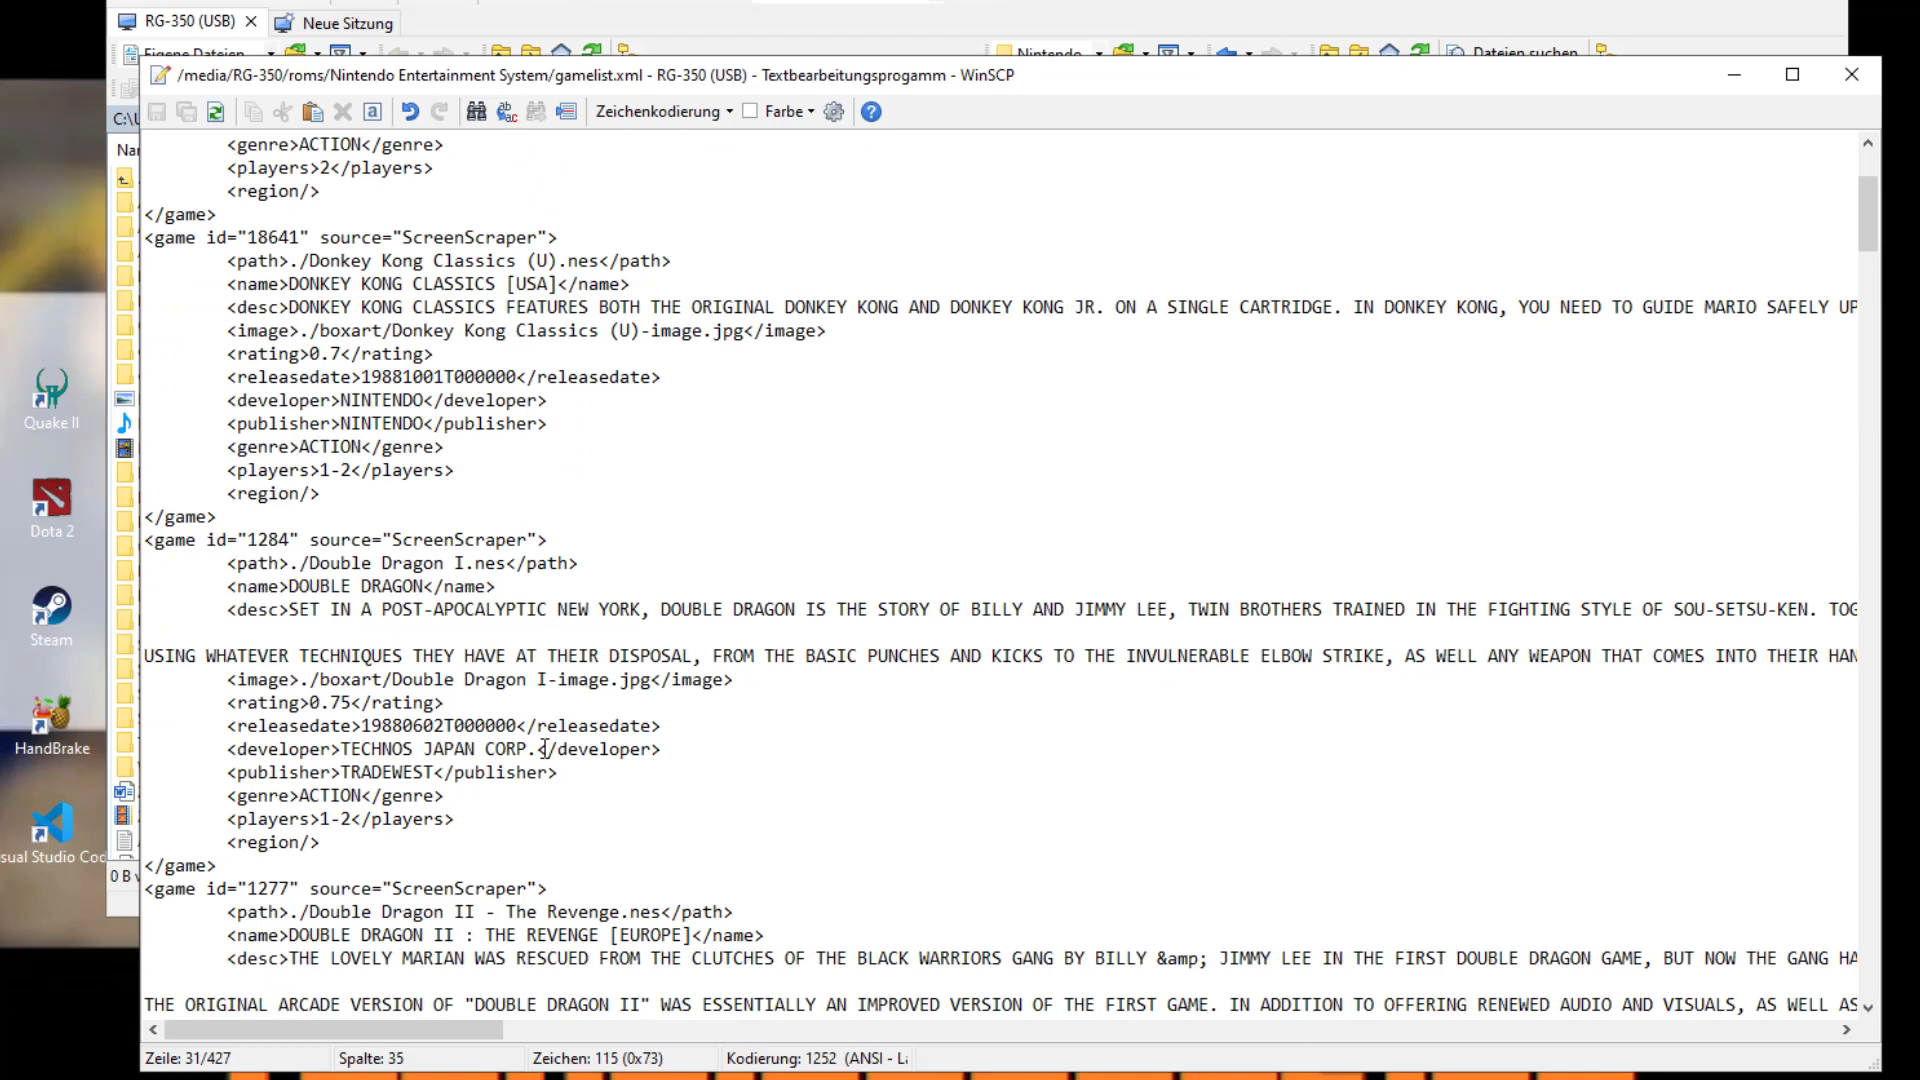 RG-350 (USB)
Neue Sitzung
Eigene Dateien
Nintendo
Dateien suchen
/media/RG-350/roms/Nintendo Entertainment System/gamelist.xml - RG-350 (USB) - Textbearbeitungsprogamm - WinSCP
Zeichenkodierung
Farbe
C:\U
Nar
<genre>ACTION</genre>
<players>2</players>
<region/>
</game>
<game id="18641" source="ScreenScraper">
<path>./Donkey Kong Classics (U).nes</path>
<name>DONKEY KONG CLASSICS [USA]</name>
<desc>DONKEY KONG CLASSICS FEATURES BOTH THE ORIGINAL DONKEY KONG AND DONKEY KONG JR. ON A SINGLE CARTRIDGE. IN DONKEY KONG, YOU NEED TO GUIDE MARIO SAFELY UP
<image>./boxart/Donkey Kong Classics (U)-image.jpg</image>
<rating>0.7</rating>
<releasedate>19881001T000000</releasedate>
<developer>NINTENDO</developer>
<publisher>NINTENDO</publisher>
<genre>ACTION</genre>
<players>1-2</players>
<region/>
</game>
<game id="1284" source="ScreenScraper">
<path>./Double Dragon I.nes</path>
<name>DOUBLE DRAGON</name>
<desc>SET IN A POST-APOCALYPTIC NEW YORK, DOUBLE DRAGON IS THE STORY OF BILLY AND JIMMY LEE, TWIN BROTHERS TRAINED IN THE FIGHTING STYLE OF SOU-SETSU-KEN. TOG
USING WHATEVER TECHNIQUES THEY HAVE AT THEIR DISPOSAL, FROM THE BASIC PUNCHES AND KICKS TO THE INVULNERABLE ELBOW STRIKE, AS WELL ANY WEAPON THAT COMES INTO THEIR HAN
<image>./boxart/Double Dragon I-image.jpg</image>
<rating>0.75</rating>
<releasedate>19880602T000000</releasedate>
<developer>TECHNOS JAPAN CORP.</developer>
<publisher>TRADEWEST</publisher>
<genre>ACTION</genre>
<players>1-2</players>
<region/>
</game>
<game id="1277" source="ScreenScraper">
<path>./Double Dragon II - The Revenge.nes</path>
<name>DOUBLE DRAGON II : THE REVENGE [EUROPE]</name>
<desc>THE LOVELY MARIAN WAS RESCUED FROM THE CLUTCHES OF THE BLACK WARRIORS GANG BY BILLY &amp; JIMMY LEE IN THE FIRST DOUBLE DRAGON GAME, BUT NOW THE GANG HA
THE ORIGINAL ARCADE VERSION OF "DOUBLE DRAGON II" WAS ESSENTIALLY AN IMPROVED VERSION OF THE FIRST GAME. IN ADDITION TO OFFERING RENEWED AUDIO AND VISUALS, AS WELL AS
Zeile: 31/427
Spalte: 35
Zeichen: 115 (0x73)
Kodierung: 1252 (ANSI - La
0 B v
Quake II
Dota 2
Steam
HandBrake
sual Studio Cod